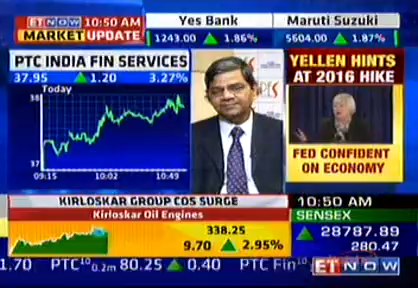 ET NOW 10:50 AM
MARKET UPDATE
Yes Bank
1243.00 1.86%
Maruti Suzuki
5604.00 1.87%
PTC INDIA FIN SERVICES
37.95 1.20 3.27%
Today
38
37
09:15 10:02 10:49
YELLEN HINTS
AT 2016 HIKE
FED CONFIDENT
ON ECONOMY
KIRLOSKAR GROUP COS SURGE
Kirloskar Oil Engines
338.25
9.70 2.95%
10:50 AM
SENSEX
28787.89
280.47
1.70 PTC 10.2m 80.25 0.40 PTC Fin
ET NOW